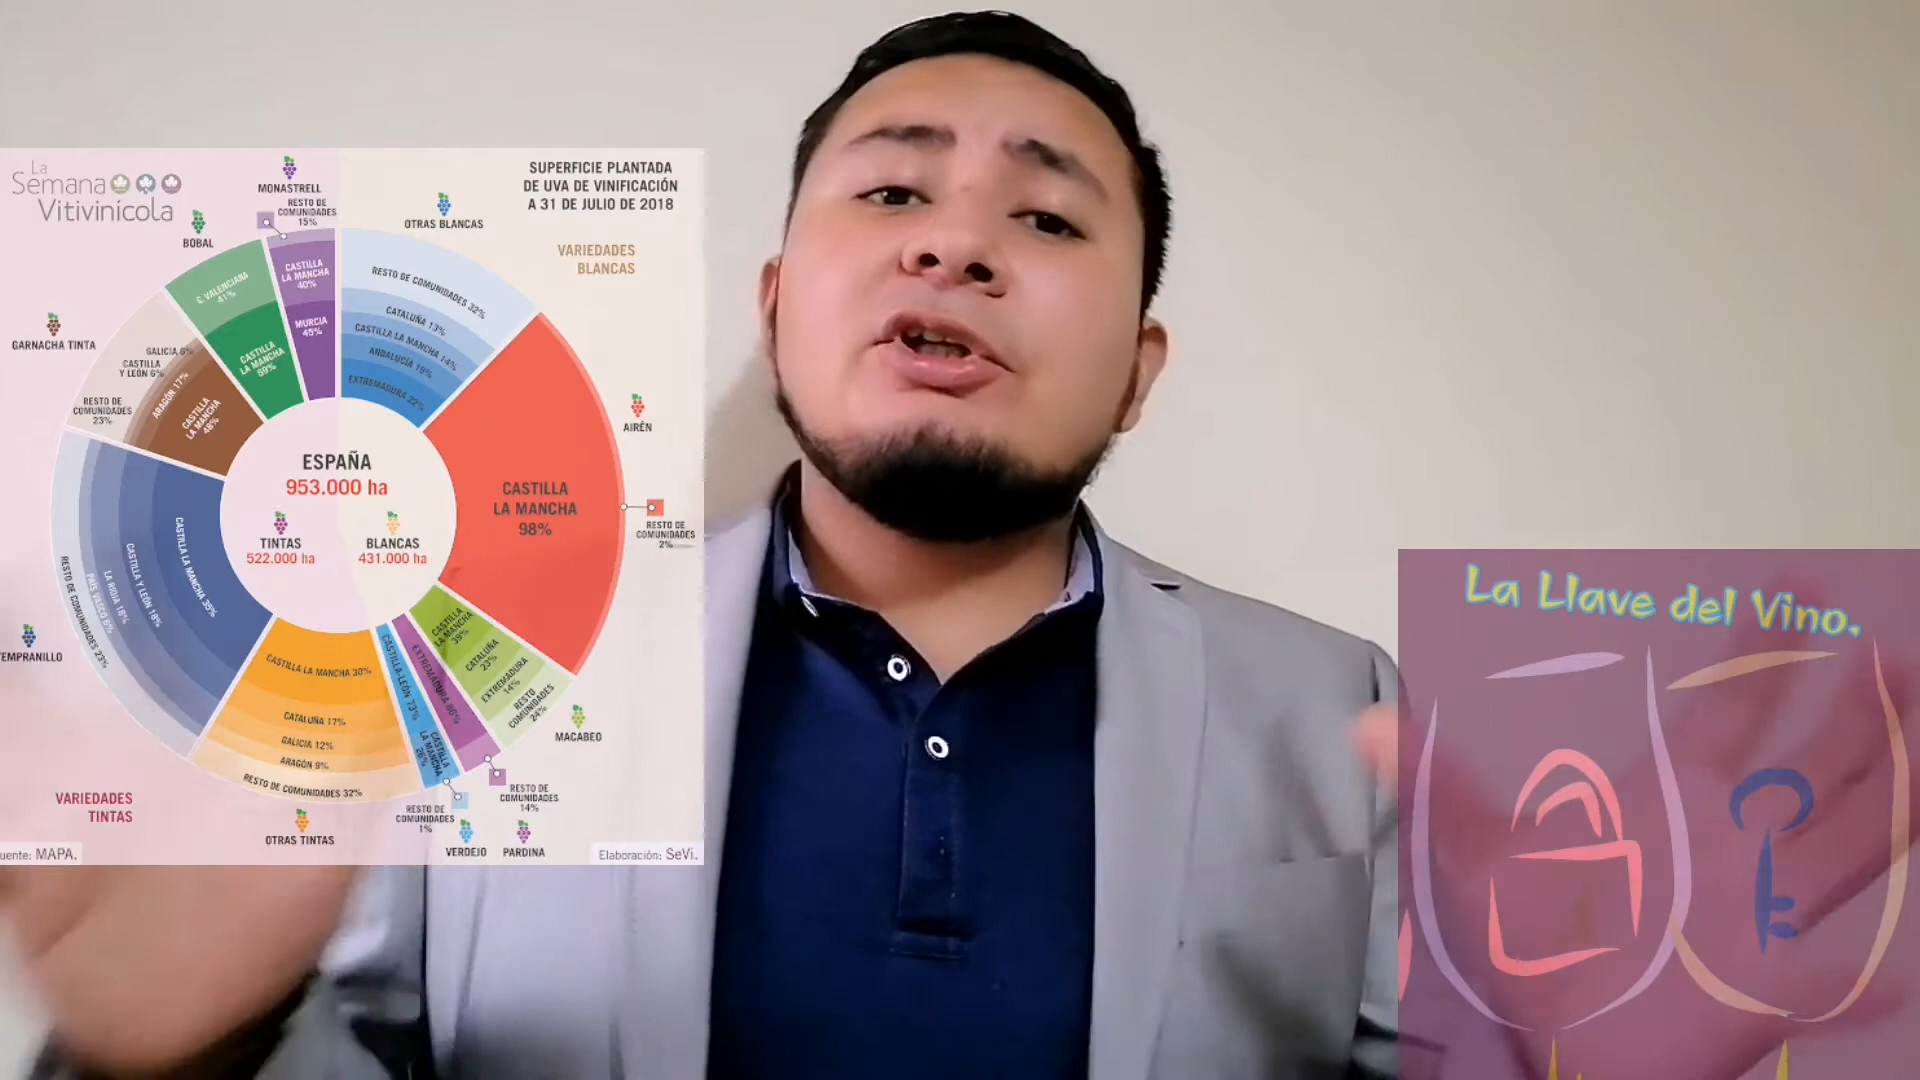 La
Semana
Vitivinícola
SUPERFICIE PLANTADA
DE UVA DE VINIFICACIÓN
A 31 DE JULIO DE 2018
VARIEDADES
BLANCAS
MONASTRELL
RESTO DE
COMUNIDADES
15%
CASTILLA
LA MANCHA
40%
MURCIA
45%
BOBAL
C. VALENCIANA
41%
CASTILLA
LA MANCHA
59%
OTRAS BLANCAS
RESTO DE COMUNIDADES 32%
CATALUÑA 13%
CASTILLA LA MANCHA 14%
ANDALUCÍA 19%
EXTREMADURA 22%
GARNACHA TINTA
GALICIA 6%
CASTILLA
Y LEÓN 6%
RESTO DE
COMUNIDADES
23%
ARAGÓN 17%
CASTILLA
LA MANCHA
48%
AIRÉN
CASTILLA
LA MANCHA
98%
RESTO DE
COMUNIDADES
2%
ESPAÑA
953.000 ha
TINTAS
522.000 ha
BLANCAS
431.000 ha
EMPRANILLO
CASTILLA LA MANCHA 35%
CASTILLA Y LEÓN 18%
LA RIOJA 18%
PAÍS VASCO 6%
RESTO DE COMUNIDADES 23%
CASTILLA
LA MANCHA
39%
CATALUÑA
23%
EXTREMADURA
14%
RESTO
COMUNIDADES
24%
MACABEO
CASTILLA LA MANCHA 30%
CATALUÑA 17%
GALICIA 12%
ARAGÓN 9%
RESTO DE COMUNIDADES 32%
OTRAS TINTAS
CASTILLA-LEÓN 73%
CASTILLA
LA MANCHA
26%
RESTO DE
COMUNIDADES
1%
VERDEJO
EXTREMADURA 86%
RESTO DE
COMUNIDADES
14%
PARDINA
VARIEDADES
TINTAS
uente: MAPA.
Elaboración: SeVi.
La Llave del Vino.